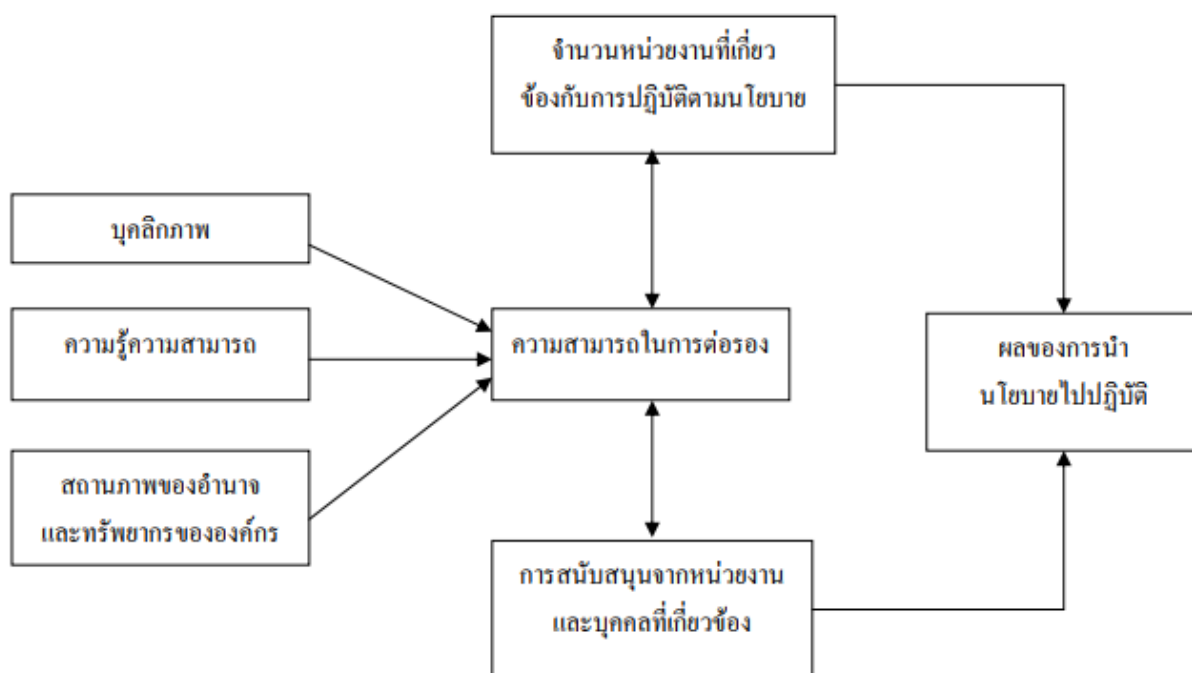 จำนวนหน่วยงานที่เกี่ยว
ข้องกับการปฏิบัติตามนโยบาย
บุคลิกภาพ
ความรู้ความสามารถ
ความสามารถในการต่อรอง
ผลของการนำ
นโยบายไปปฏิบัติ
สถานภาพของอำนาจ
และทรัพยากรขององค์กร
การสนับสนุนจากหน่วยงาน
และบุคคลที่เกี่ยวข้อง